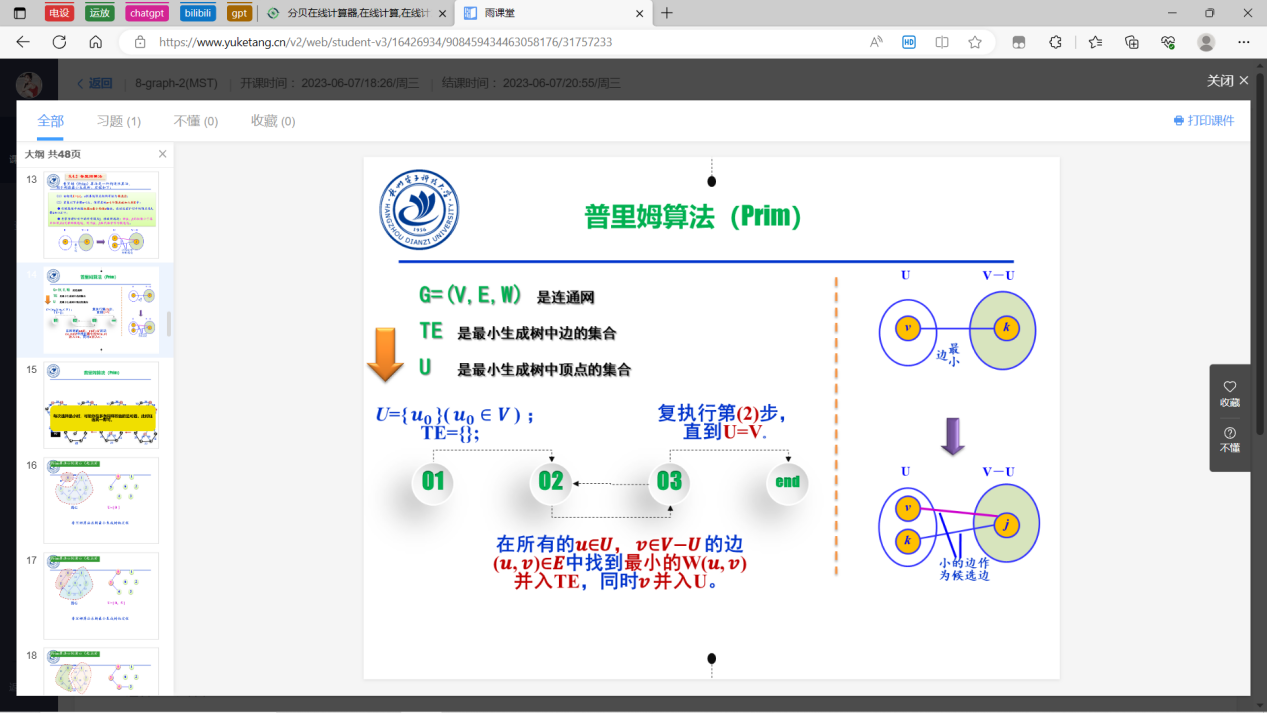 电设 运放 chatgpt bilibili gpt 分贝在线计算器,在线计算,在线计 雨课堂
https://www.yuketang.cn/v2/web/student-v3/16426934/908459434463058176/31757233
返回 8-graph-2(MST) 开课时间： 2023-06-07/18:26/周三 结课时间： 2023-06-07/20:55/周三
关闭 ×
全部 习题 (1) 不懂 (0) 收藏 (0)
打印课件
大纲 共48页
13
15
16
17
18
HANGZHOU DIANZI UNIVERSITY
1956
普里姆算法（Prim）
G=(V,E,W) 是连通网
TE 是最小生成树中边的集合
U 是最小生成树中顶点的集合
U={u₀}(u₀∈V)；
TE={};
复执行第(2)步，
直到U=V。
01 02 03 end
在所有的u∈U，v∈V−U的边
(u,v)∈E中找到最小的W(u,v)
并入TE，同时v并入U。
U V−U
v k
边最
小
U V−U
v
k
j
小的边作
为候选边
收藏
不懂